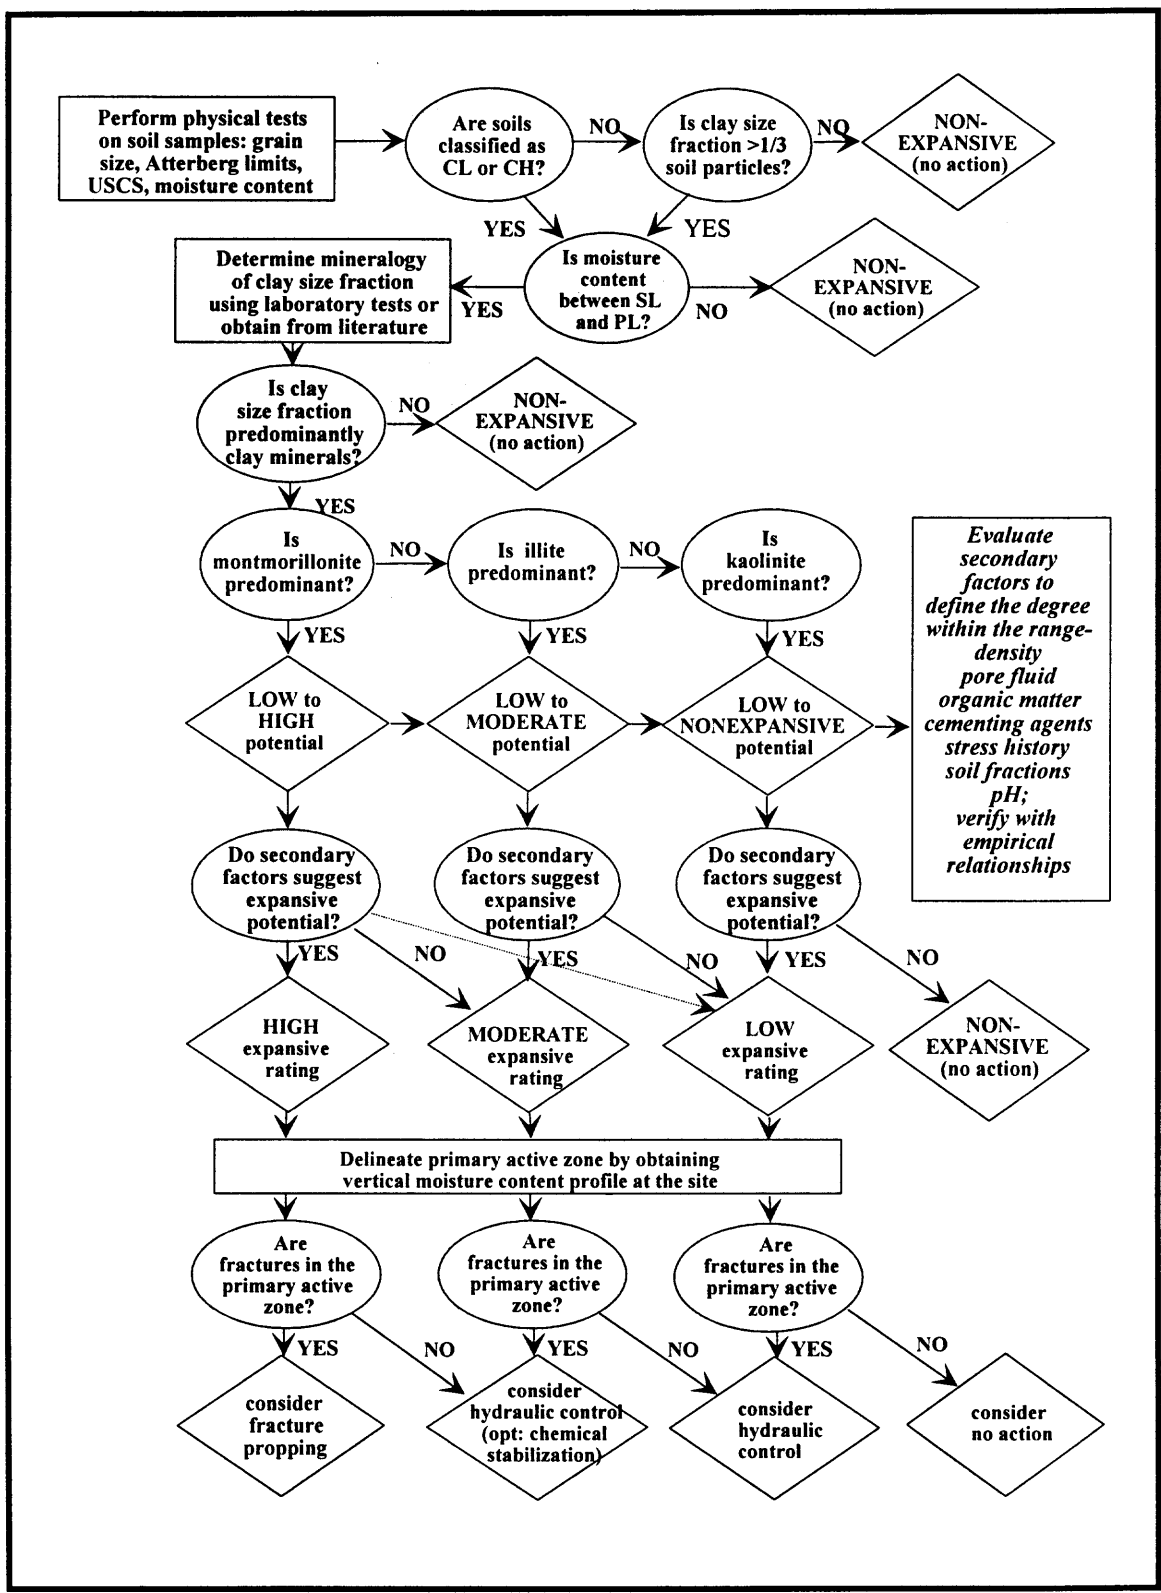 Perform physical tests
on soil samples: grain
size, Atterberg limits,
USCS, moisture content
Are soils
classified as
CL or CH?
NO
Is clay size
fraction >1/3
soil particles?
NO
NON-
EXPANSIVE
(no action)
YES
YES
Determine mineralogy
of clay size fraction
using laboratory tests or
obtain from literature
YES
Is moisture
content
between SL
and PL?
NO
NON-
EXPANSIVE
(no action)
Is clay
size fraction
predominantly
clay minerals?
NO
NON-
EXPANSIVE
(no action)
YES
Is
montmorillonite
predominant?
NO
Is illite
predominant?
NO
Is
kaolinite
predominant?
YES
YES
YES
LOW to
HIGH
potential
LOW to
MODERATE
potential
LOW to
NONEXPANSIVE
potential
Evaluate
secondary
factors to
define the degree
within the range-
density
pore fluid
organic matter
cementing agents
stress history
soil fractions
pH;
verify with
empirical
relationships
Do secondary
factors suggest
expansive
potential?
Do secondary
factors suggest
expansive
potential?
Do secondary
factors suggest
expansive
potential?
YES
NO
YES
NO
YES
NO
HIGH
expansive
rating
MODERATE
expansive
rating
LOW
expansive
rating
NON-
EXPANSIVE
(no action)
Delineate primary active zone by obtaining
vertical moisture content profile at the site
Are
fractures in the
primary active
zone?
Are
fractures in the
primary active
zone?
Are
fractures in the
primary active
zone?
YES
NO
YES
NO
YES
NO
consider
fracture
propping
consider
hydraulic control
(opt: chemical
stabilization)
consider
hydraulic
control
consider
no action